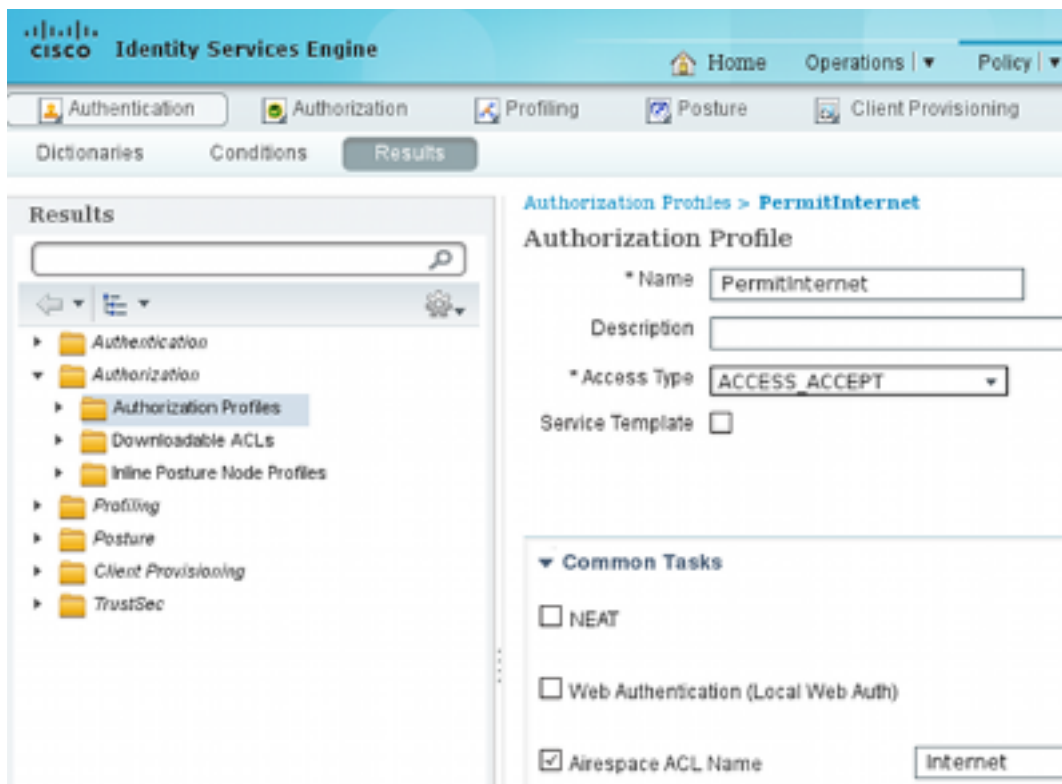 CISCO Identity Services Engine
Home Operations Policy
Authentication Authorization Profiling Posture Client Provisioning
Dictionaries Conditions Results
Results
Authentication
Authorization
Authorization Profiles
Downloadable ACLs
Inline Posture Node Profiles
Profiling
Posture
Client Provisioning
TrustSec
Authorization Profiles > PermitInternet
Authorization Profile
* Name PermitInternet
Description
* Access Type ACCESS_ACCEPT
Service Template
Common Tasks
NEAT
Web Authentication (Local Web Auth)
Airespace ACL Name Internet